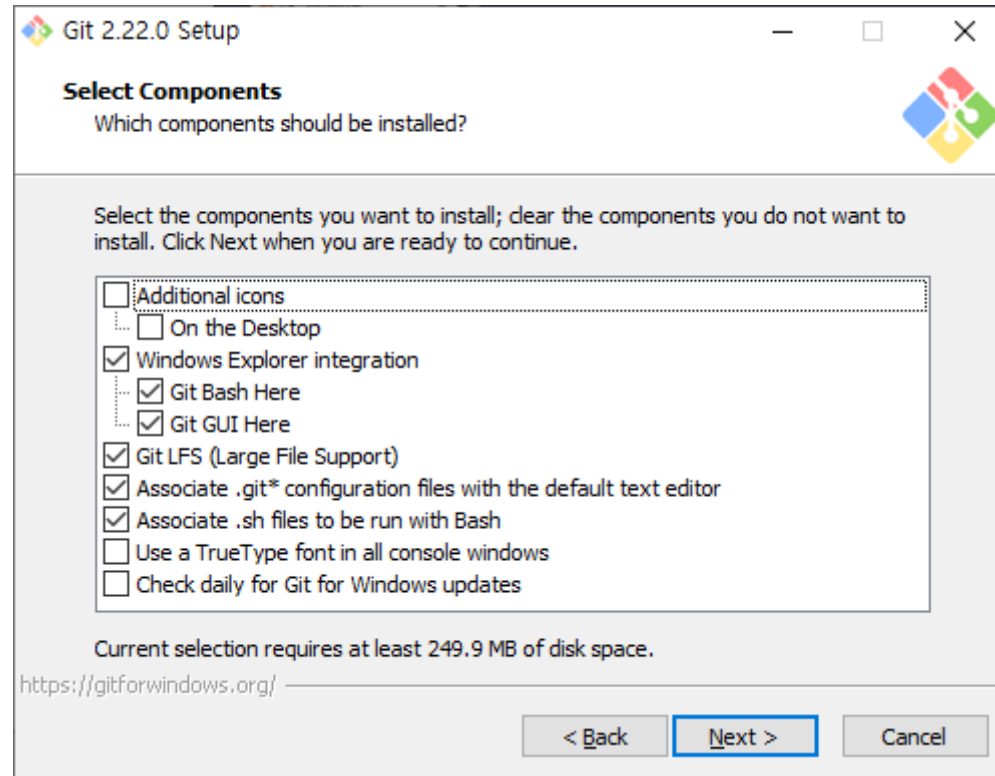 Git 2.22.0 Setup
Select Components
Which components should be installed?
Select the components you want to install; clear the components you do not want to
install. Click Next when you are ready to continue.
Additional icons
On the Desktop
Windows Explorer integration
Git Bash Here
Git GUI Here
Git LFS (Large File Support)
Associate .git* configuration files with the default text editor
Associate .sh files to be run with Bash
Use a TrueType font in all console windows
Check daily for Git for Windows updates
Current selection requires at least 249.9 MB of disk space.
https://gitforwindows.org/
< Back
Next >
Cancel